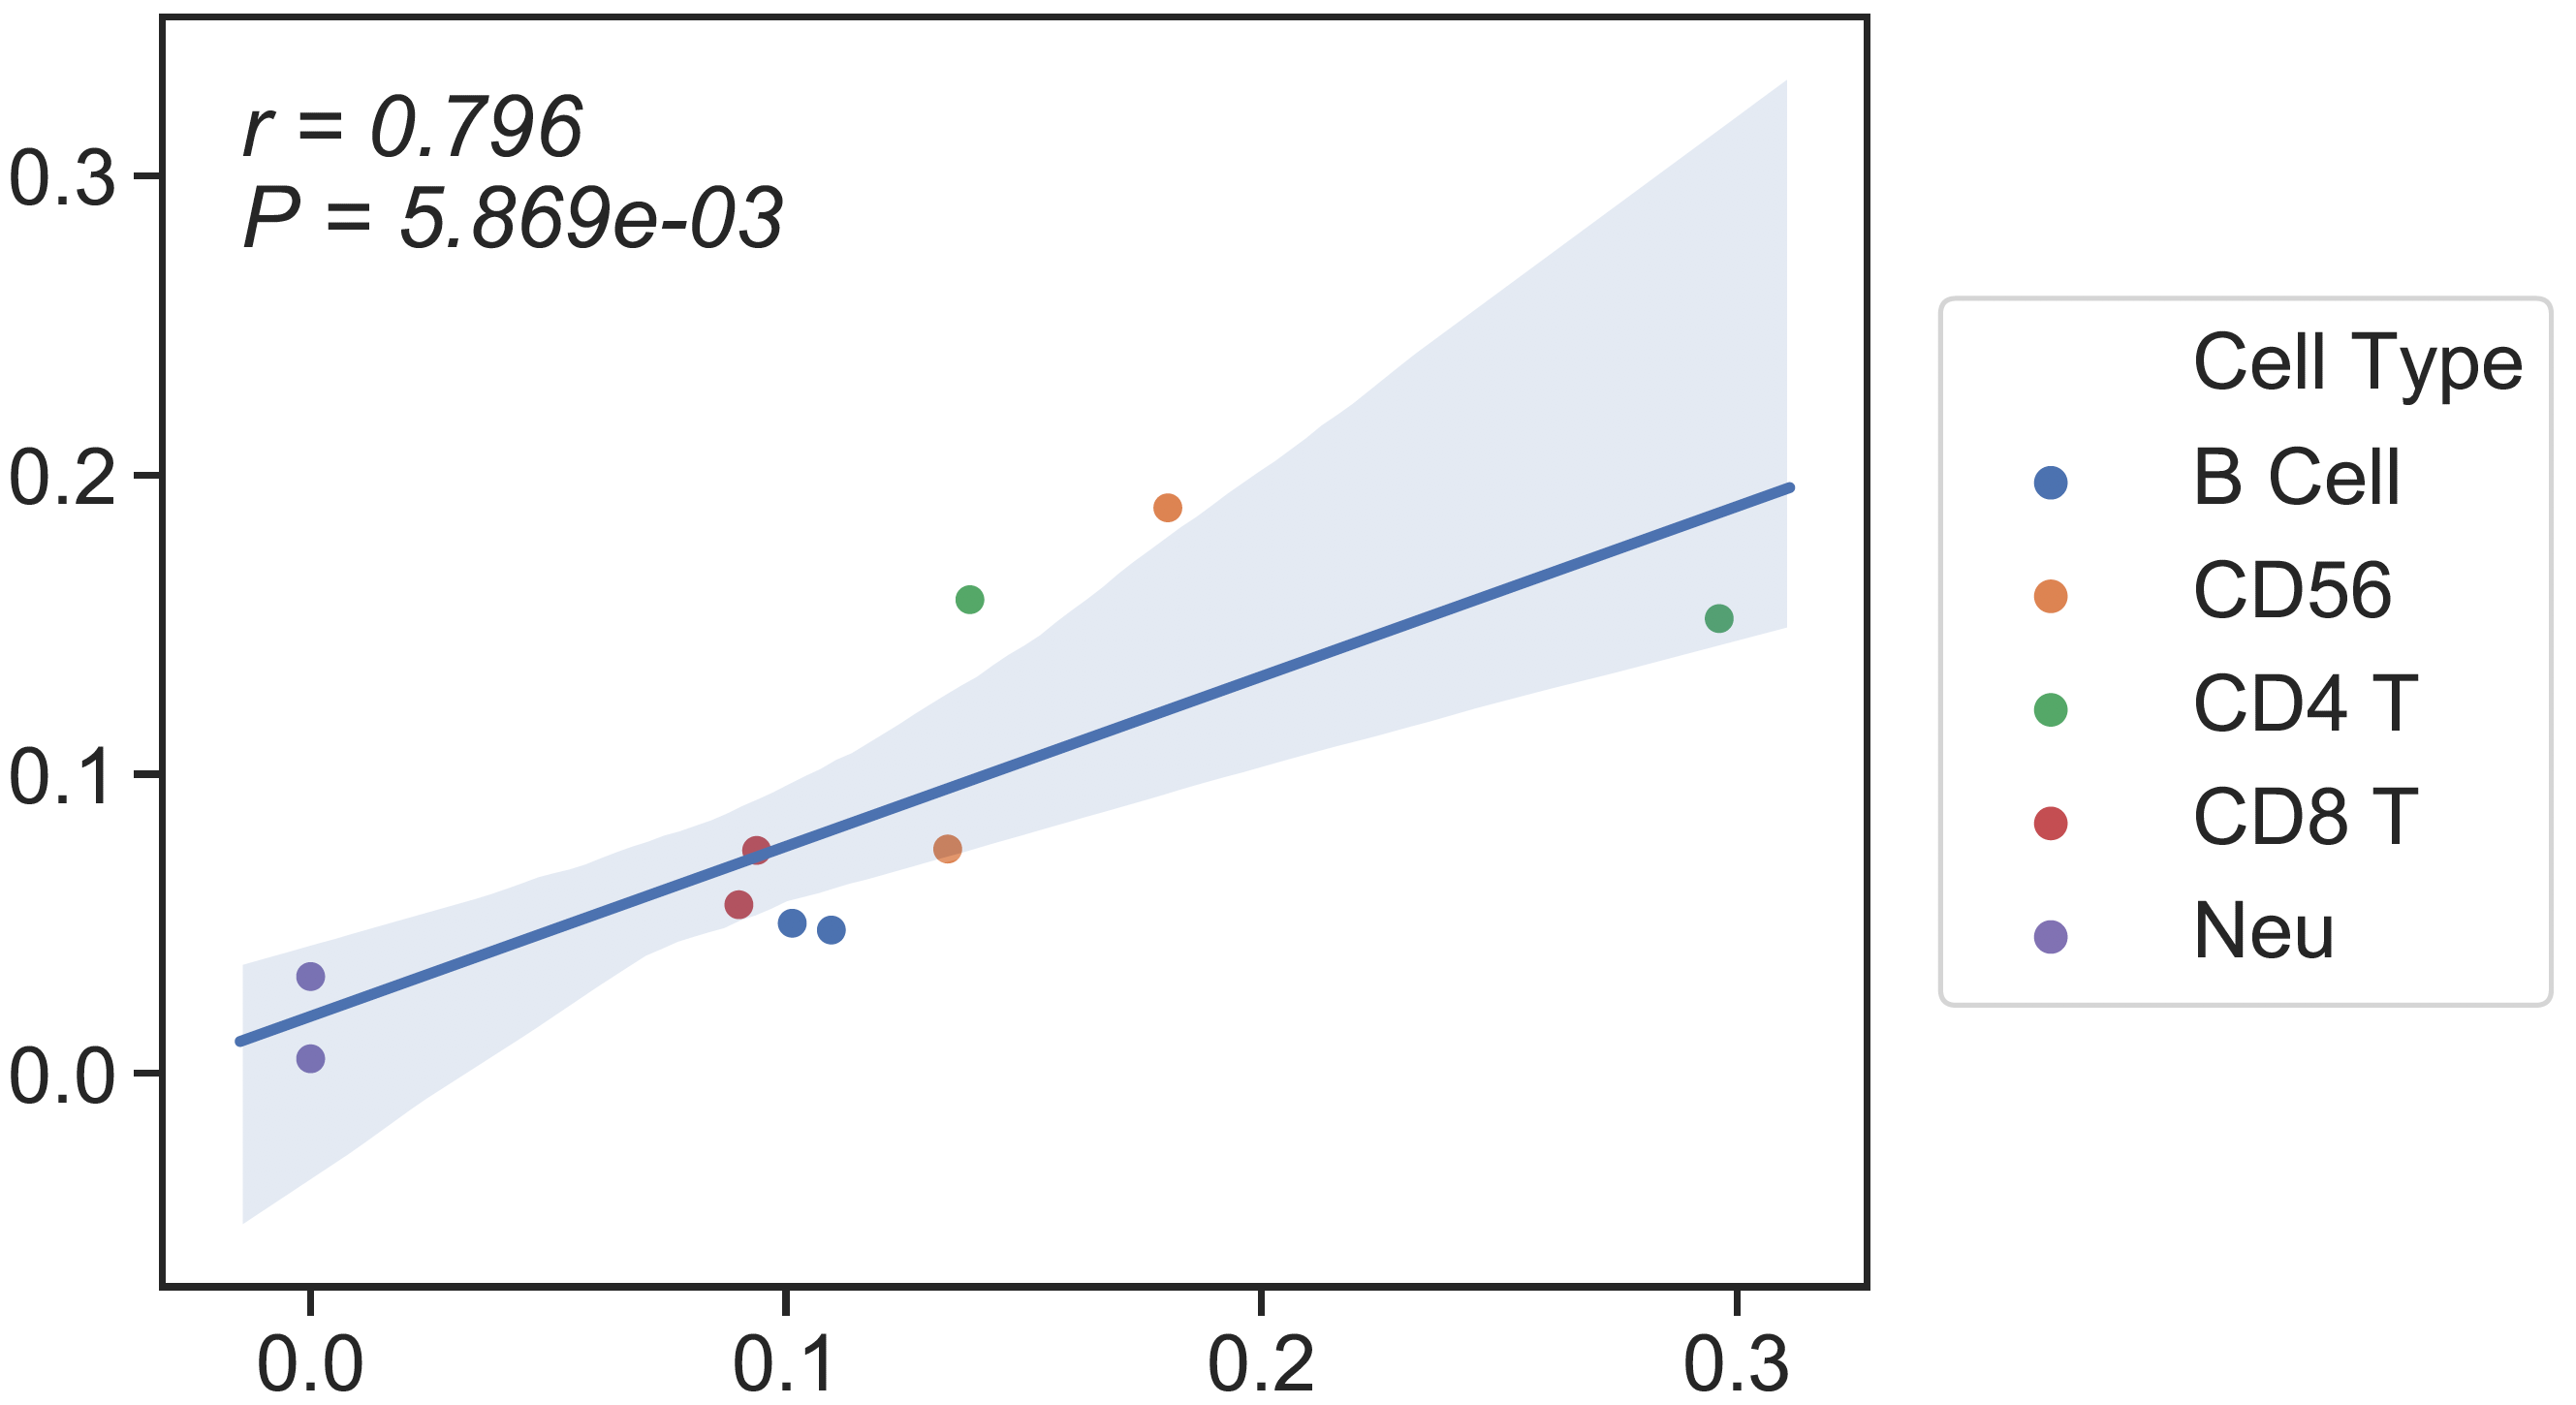 r = 0.796
P = 5.869e-03
0.3
0.2
0.1
0.0
0.0 0.1 0.2 0.3
Cell Type
B Cell
CD56
CD4 T
CD8 T
Neu